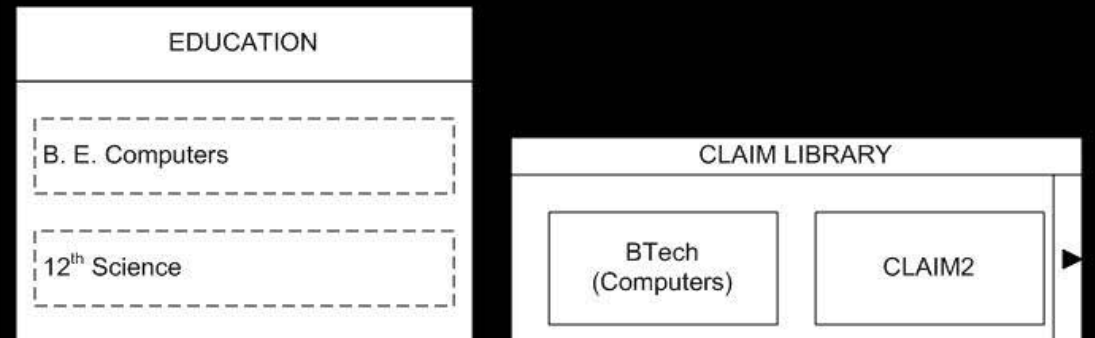 EDUCATION
B. E. Computers
12th Science
CLAIM LIBRARY
BTech
(Computers)
CLAIM2